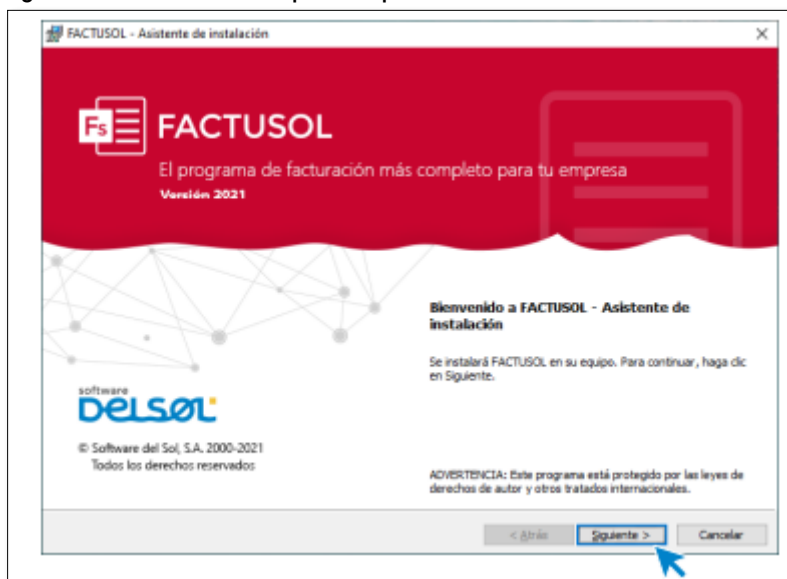 FACTUSOL - Asistente de instalación
Fs
FACTUSOL
El programa de facturación más completo para tu empresa
Versión 2021
Bienvenido a FACTUSOL - Asistente de
instalación
Se instalará FACTUSOL en su equipo. Para continuar, haga clic
en Siguiente.
software
DELSOL
© Software del Sol, S.A. 2000-2021
Todos los derechos reservados
ADVERTENCIA: Este programa está protegido por las leyes de
derechos de autor y otros tratados internacionales.
< Atrás
Siguiente >
Cancelar